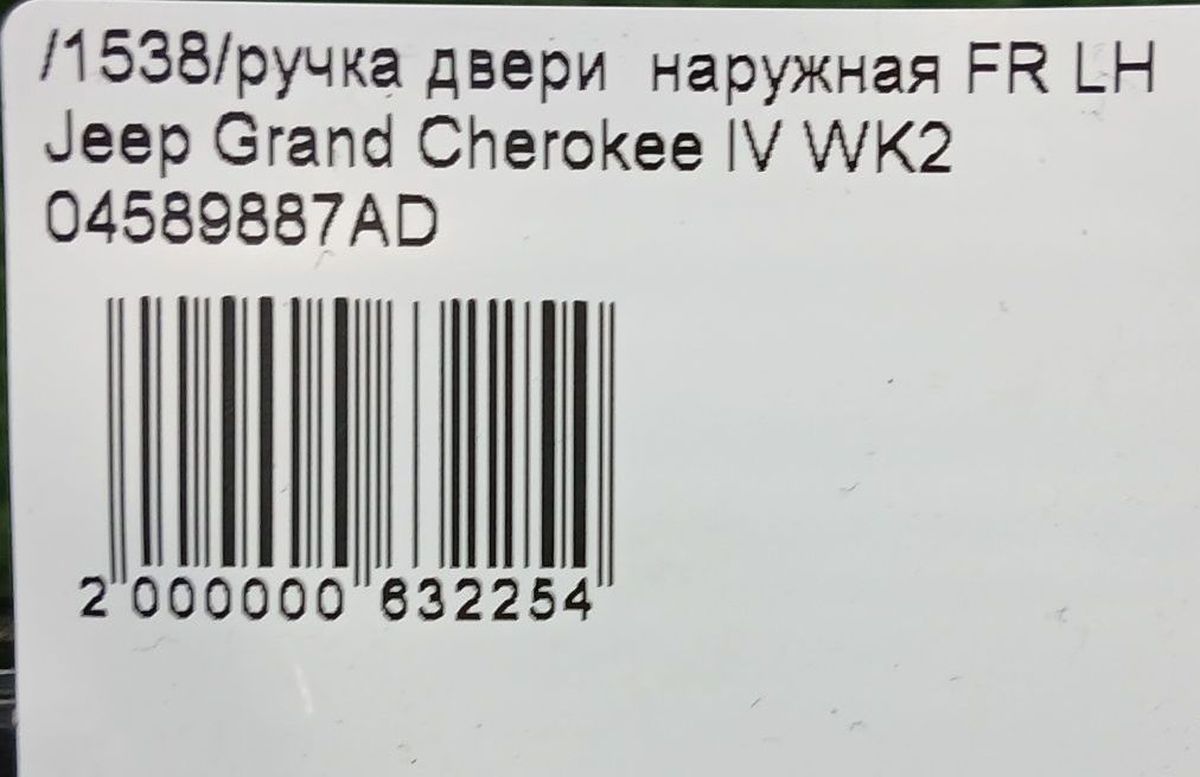 /1538/ручка двери наружная FR LH
Jeep Grand Cherokee IV WK2
04589887AD
2 000000 632254